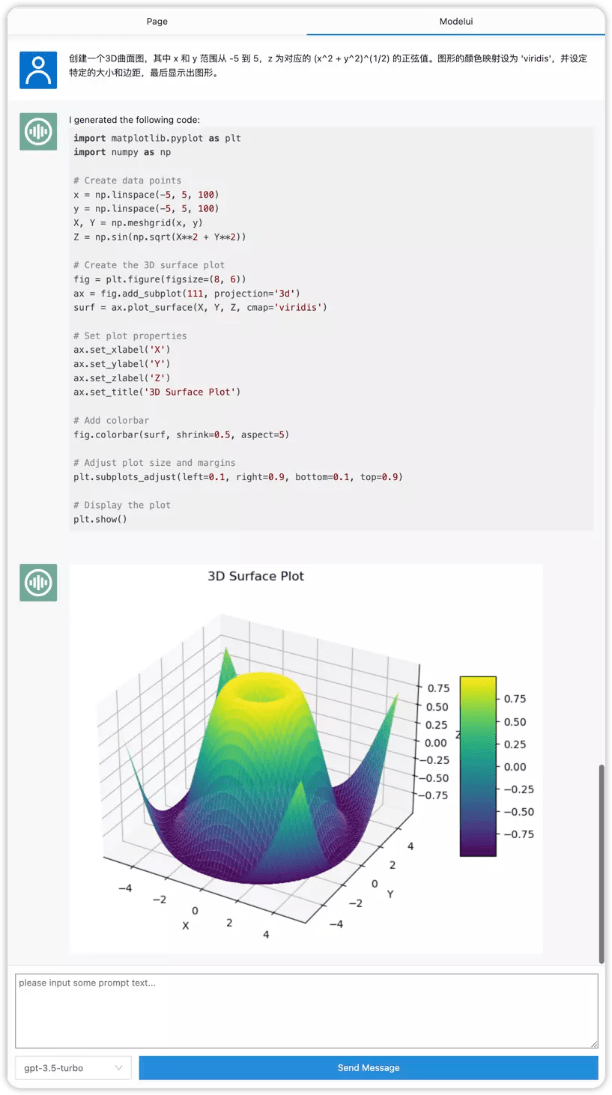 Page
Modelui
创建一个3D曲面图，其中 x 和 y 范围从 -5 到 5，z 为对应的 (x^2 + y^2)^(1/2) 的正弦值。图形的颜色映射设为 'viridis'，并设定
特定的大小和边距，最后显示出图形。
I generated the following code:
import matplotlib.pyplot as plt
import numpy as np
# Create data points
x = np.linspace(-5, 5, 100)
y = np.linspace(-5, 5, 100)
X, Y = np.meshgrid(x, y)
Z = np.sin(np.sqrt(X**2 + Y**2))
# Create the 3D surface plot
fig = plt.figure(figsize=(8, 6))
ax = fig.add_subplot(111, projection='3d')
surf = ax.plot_surface(X, Y, Z, cmap='viridis')
# Set plot properties
ax.set_xlabel('X')
ax.set_ylabel('Y')
ax.set_zlabel('Z')
ax.set_title('3D Surface Plot')
# Add colorbar
fig.colorbar(surf, shrink=0.5, aspect=5)
# Adjust plot size and margins
plt.subplots_adjust(left=0.1, right=0.9, bottom=0.1, top=0.9)
# Display the plot
plt.show()
3D Surface Plot
0.75
0.50
0.25
0.00
−0.25
−0.50
−0.75
Z
0.75
0.50
0.25
0.00
−0.25
−0.50
−0.75
−4
−2
0
2
4
X
−4
−2
0
2
4
Y
please input some prompt text...
gpt-3.5-turbo
Send Message